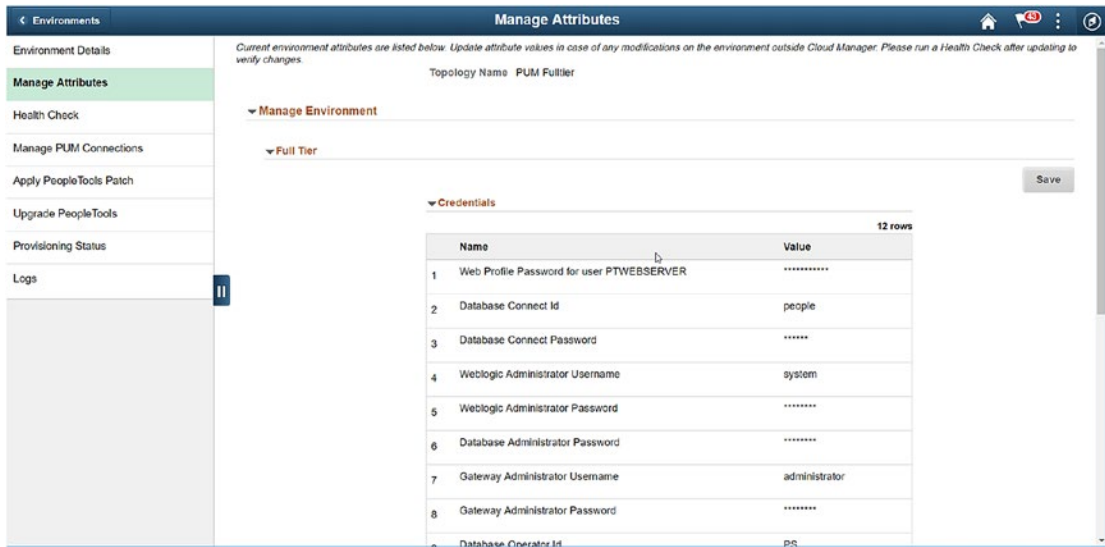 Environments
Manage Attributes
43
Environment Details
Manage Attributes
Health Check
Manage PUM Connections
Apply PeopleTools Patch
Upgrade PeopleTools
Provisioning Status
Logs
Current environment attributes are listed below. Update attribute values in case of any modifications on the environment outside Cloud Manager. Please run a Health Check after updating to
verify changes.
Topology Name PUM Fulltier
Manage Environment
Full Tier
Save
Credentials
12 rows
Name Value
1 Web Profile Password for user PTWEBSERVER ***********
2 Database Connect Id people
3 Database Connect Password ******
4 Weblogic Administrator Username system
5 Weblogic Administrator Password ********
6 Database Administrator Password ********
7 Gateway Administrator Username administrator
8 Gateway Administrator Password ********
Database Operator Id PS